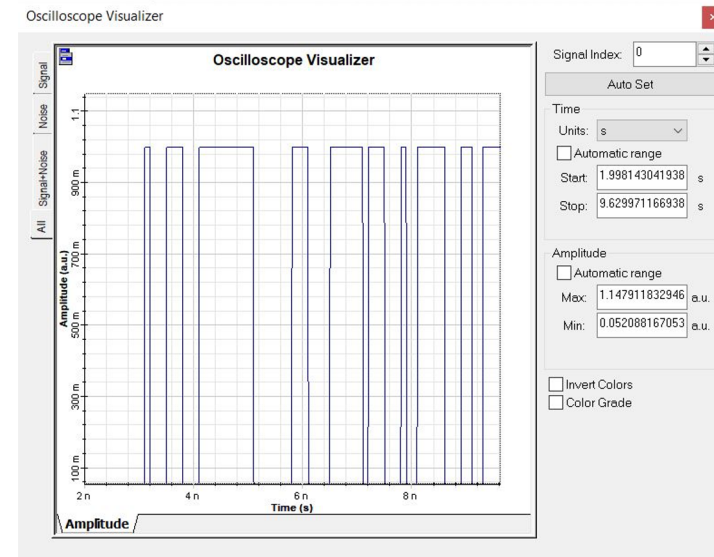 Oscilloscope Visualizer
Oscilloscope Visualizer
Signal
Noise
Signal+Noise
All
Amplitude (a.u.)
1.1
900 m
700 m
500 m
300 m
100 m
2 n
4 n
6 n
8 n
Time (s)
Amplitude
Signal Index: 0
Auto Set
Time
Units: s
Automatic range
Start: 1.998143041938 s
Stop: 9.629971166938 s
Amplitude
Automatic range
Max: 1.147911832946 a.u.
Min: 0.052088167053 a.u.
Invert Colors
Color Grade